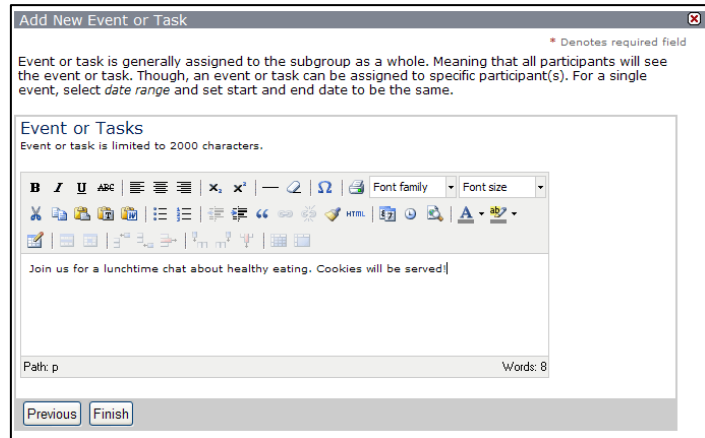 Add New Event or Task
* Denotes required field
Event or task is generally assigned to the subgroup as a whole. Meaning that all participants will see
the event or task. Though, an event or task can be assigned to specific participant(s). For a single
event, select date range and set start and end date to be the same.
Event or Tasks
Event or task is limited to 2000 characters.
B I U ABC x₂ x² Ω Font family Font size
HTML A ab
Join us for a lunchtime chat about healthy eating. Cookies will be served!
Path: p Words: 8
Previous Finish